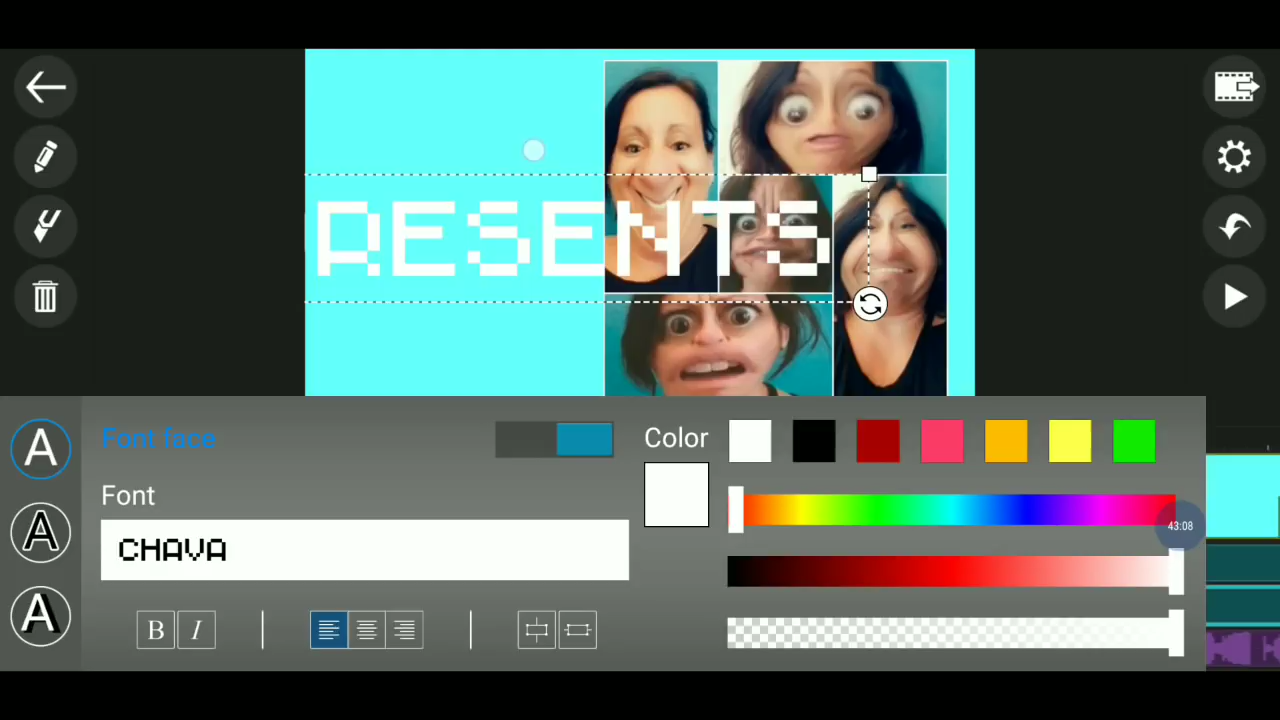 RESENTS
Font face
Color
Font
CHAVA
B I
43:08
A
A
A